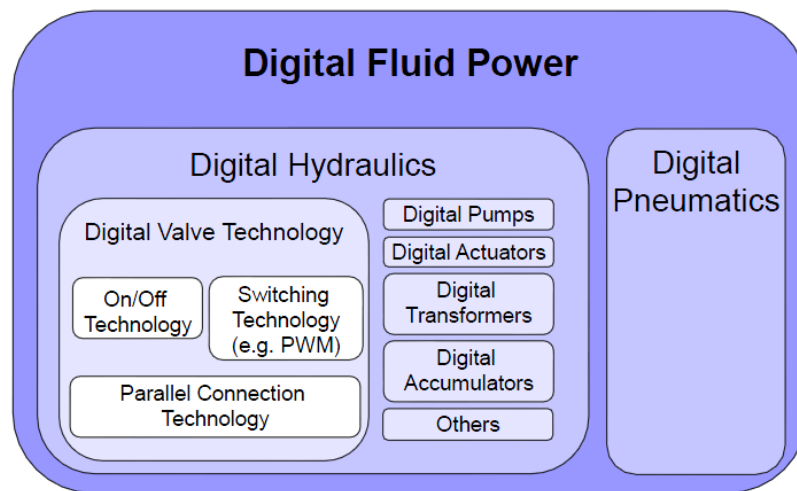 Digital Fluid Power
Digital Hydraulics
Digital Valve Technology
On/Off
Technology
Switching
Technology
(e.g. PWM)
Parallel Connection
Technology
Digital Pumps
Digital Actuators
Digital
Transformers
Digital
Accumulators
Others
Digital
Pneumatics